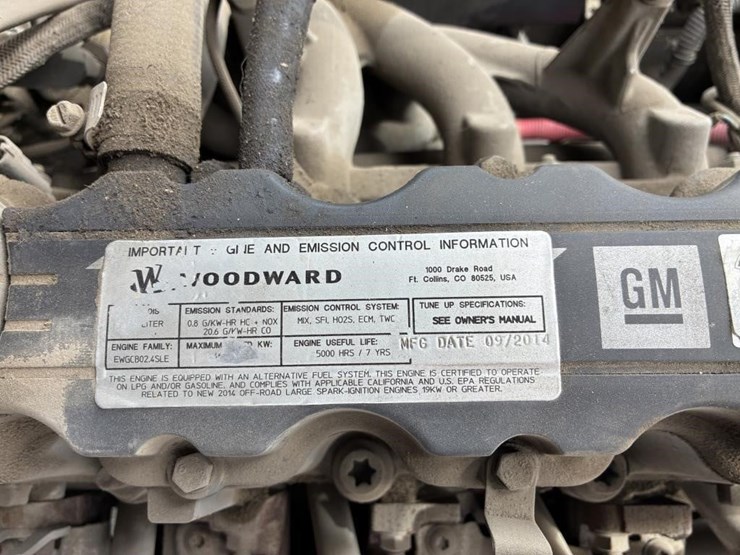 IMPORTA T AND EMISSION CONTROL INFORMATION
WOODWARD
1000 Drake Road
Ft. Collins, CO 80525, USA
LITER
EMISSION STANDARDS:
0.8 G/KW-HR HC + NOX
20.6 G/KW-HR CO
EMISSION CONTROL SYSTEM:
MIX, SFI, HO2S, ECM, TWC
TUNE UP SPECIFICATIONS:
SEE OWNER'S MANUAL
ENGINE FAMILY:
EWGCB02.4SLE
MAXIMUM KW:
ENGINE USEFUL LIFE:
5000 HRS / 7 YRS
MFG DATE 09/2014
THIS ENGINE IS EQUIPPED WITH AN ALTERNATIVE FUEL SYSTEM. THIS ENGINE IS CERTIFIED TO OPERATE
ON LPG AND/OR GASOLINE, AND COMPLIES WITH APPLICABLE CALIFORNIA AND U.S. EPA REGULATIONS
RELATED TO NEW 2014 OFF-ROAD LARGE SPARK-IGNITION ENGINES, 19KW OR GREATER.
GM